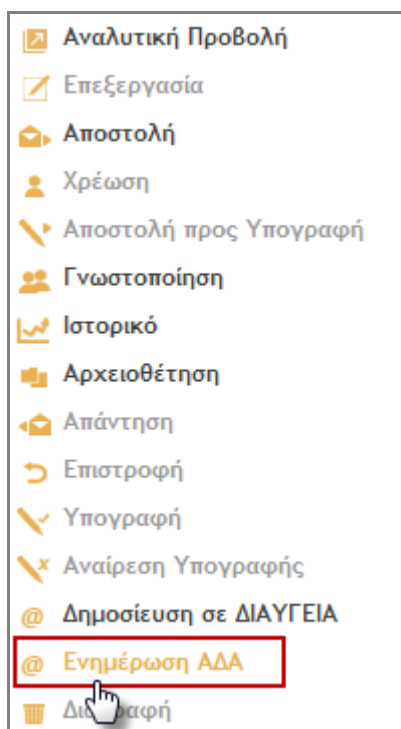 Αναλυτική Προβολή
Επεξεργασία
Αποστολή
Χρέωση
Αποστολή προς Υπογραφή
Γνωστοποίηση
Ιστορικό
Αρχειοθέτηση
Απάντηση
Επιστροφή
Υπογραφή
Αναίρεση Υπογραφής
@ Δημοσίευση σε ΔΙΑΥΓΕΙΑ
@ Ενημέρωση ΑΔΑ